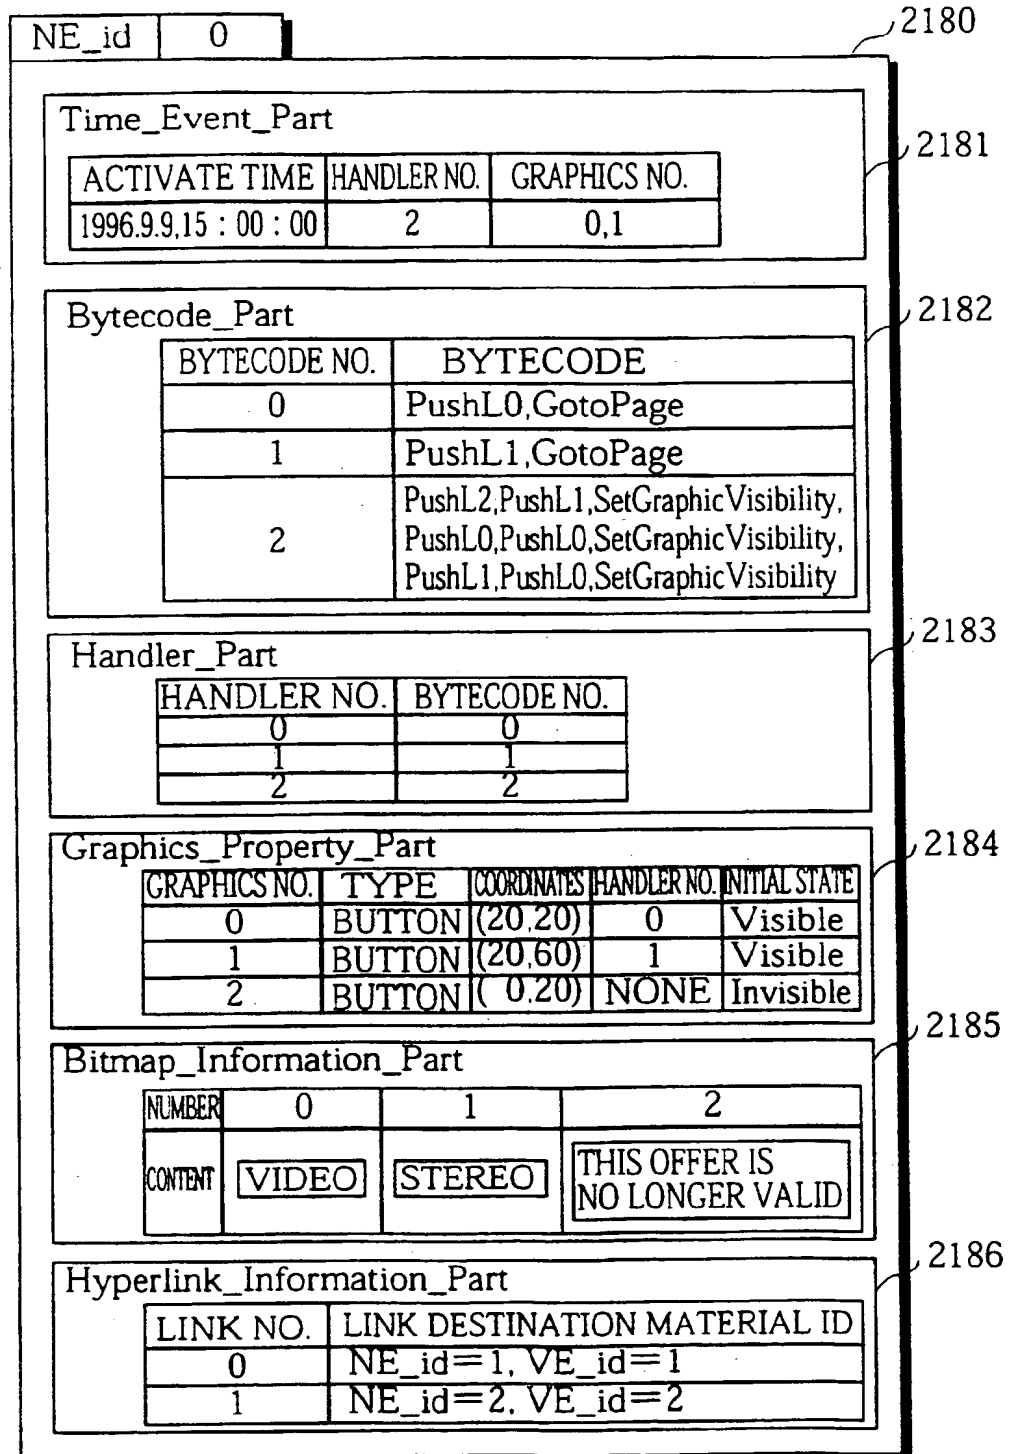 NE_id 0
2180
Time_Event_Part
2181
ACTIVATE TIME HANDLER NO. GRAPHICS NO.
1996.9.9,15 : 00 : 00 2 0,1
Bytecode_Part
2182
BYTECODE NO. BYTECODE
0 PushL0,GotoPage
1 PushL1,GotoPage
PushL2,PushL1,SetGraphicVisibility,
2 PushL0,PushL0,SetGraphicVisibility,
PushL1,PushL0,SetGraphicVisibility
2183
Handler_Part
HANDLER NO. BYTECODE NO.
0 0
1 1
2 2
Graphics_Property_Part
2184
GRAPHICS NO. TYPE COORDINATES HANDLER NO. INITIAL STATE
0 BUTTON (20,20) 0 Visible
1 BUTTON (20,60) 1 Visible
2 BUTTON ( 0,20) NONE Invisible
2185
Bitmap_Information_Part
NUMBER 0 1 2
CONTENT VIDEO STEREO THIS OFFER IS
NO LONGER VALID
2186
Hyperlink_Information_Part
LINK NO. LINK DESTINATION MATERIAL ID
0 NE_id=1, VE_id=1
1 NE_id=2, VE_id=2